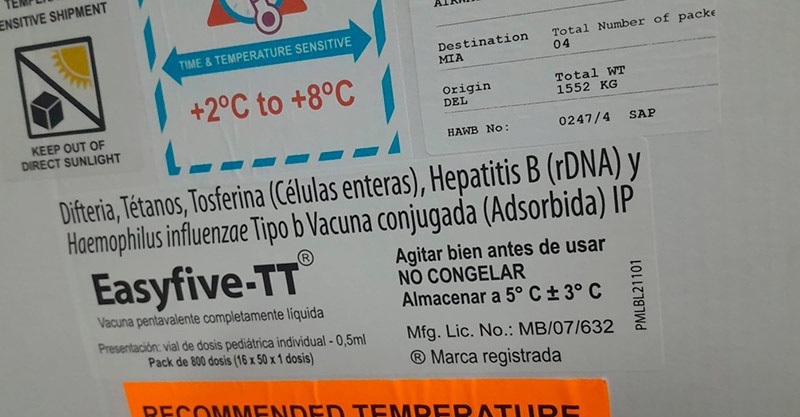 ENSITIVE SHIPMENT
KEEP OUT OF
DIRECT SUNLIGHT
TIME & TEMPERATURE SENSITIVE
+2°C to +8°C
Destination
MIA
Total Number of
04
Origin
DEL
Total WT
1552 KG
HAWB No:
0247/4 SAP
Difteria, Tétanos, Tosferina (Células enteras), Hepatitis B (rDNA) y
Haemophilus influenzae Tipo b Vacuna conjugada (Adsorbida) IP
Easyfive-TT®
Vacuna pentavalente completamente líquida
Presentación: vial de dosis pediátrica individual - 0,5ml
Pack de 800 dosis (16 x 50 x 1 dosis)
Agitar bien antes de usar
NO CONGELAR
Almacenar a 5° C ± 3° C
Mfg. Lic. No.: MB/07/632
® Marca registrada
PMLBL21101
RECOMMENDED TEMPERATURE